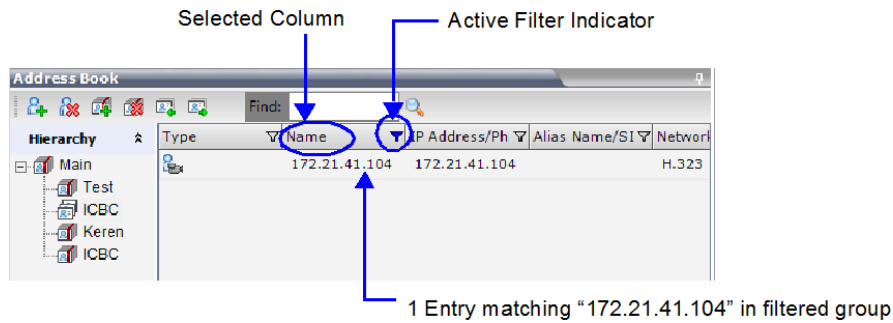 Selected Column
Active Filter Indicator
Address Book
Find:
Hierarchy
Type
Name
IP Address/Ph
Alias Name/SI
Network
Main
172.21.41.104
172.21.41.104
H.323
Test
ICBC
Keren
ICBC
1 Entry matching “172.21.41.104” in filtered group